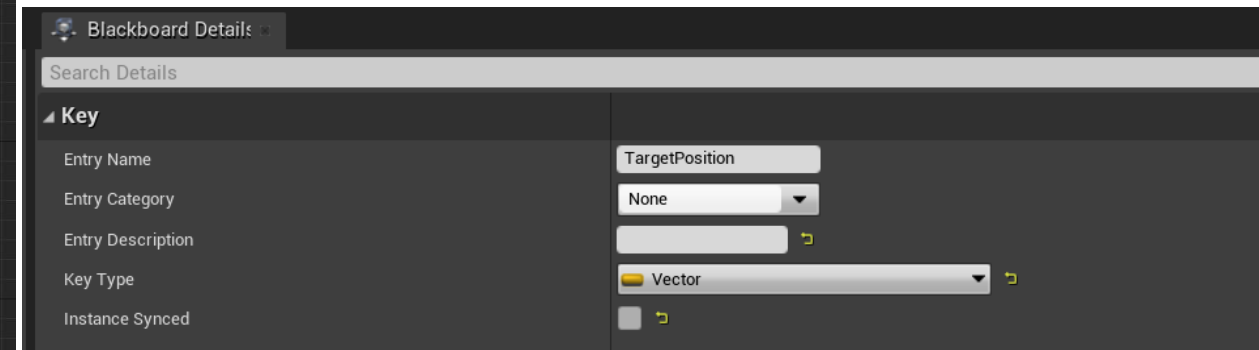 Blackboard Details
Search Details
Key
Entry Name TargetPosition
Entry Category None
Entry Description
Key Type Vector
Instance Synced